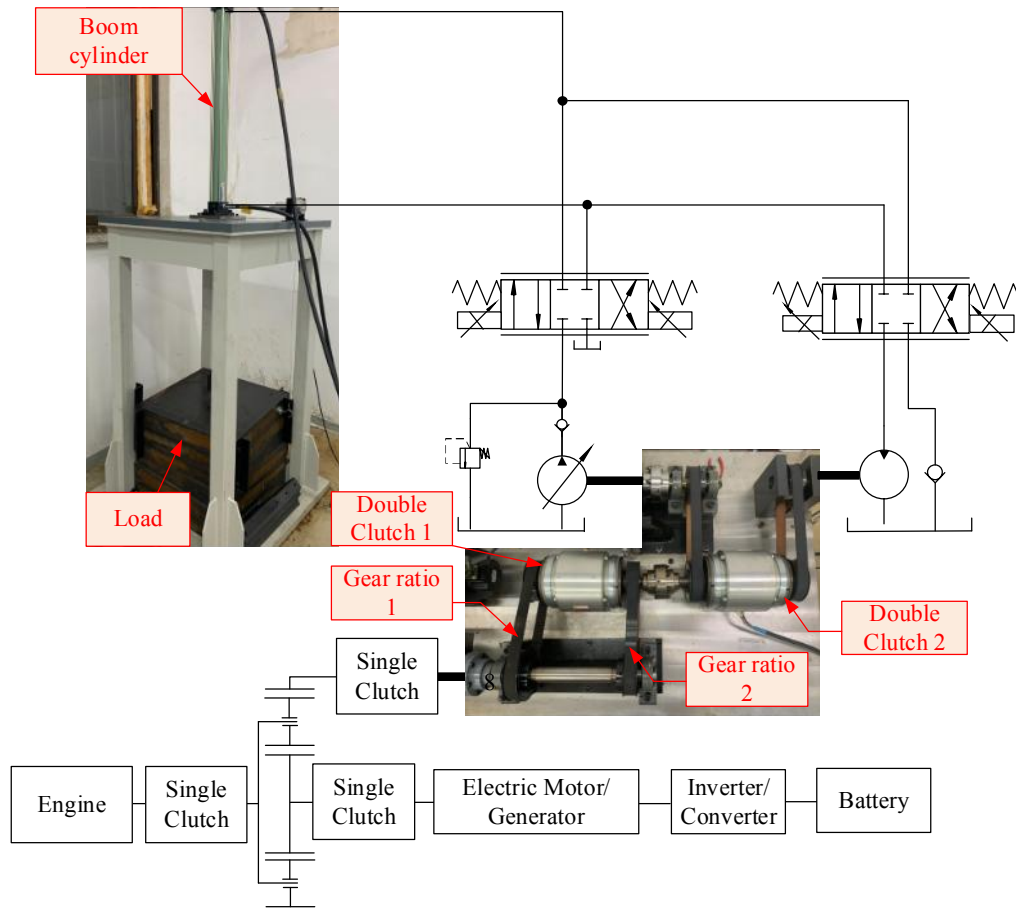 Boom
cylinder
Load
Double
Clutch 1
Gear ratio
1
Double
Clutch 2
Gear ratio
2
Single
Clutch
8
Engine
Single
Clutch
Single
Clutch
Electric Motor/
Generator
Inverter/
Converter
Battery